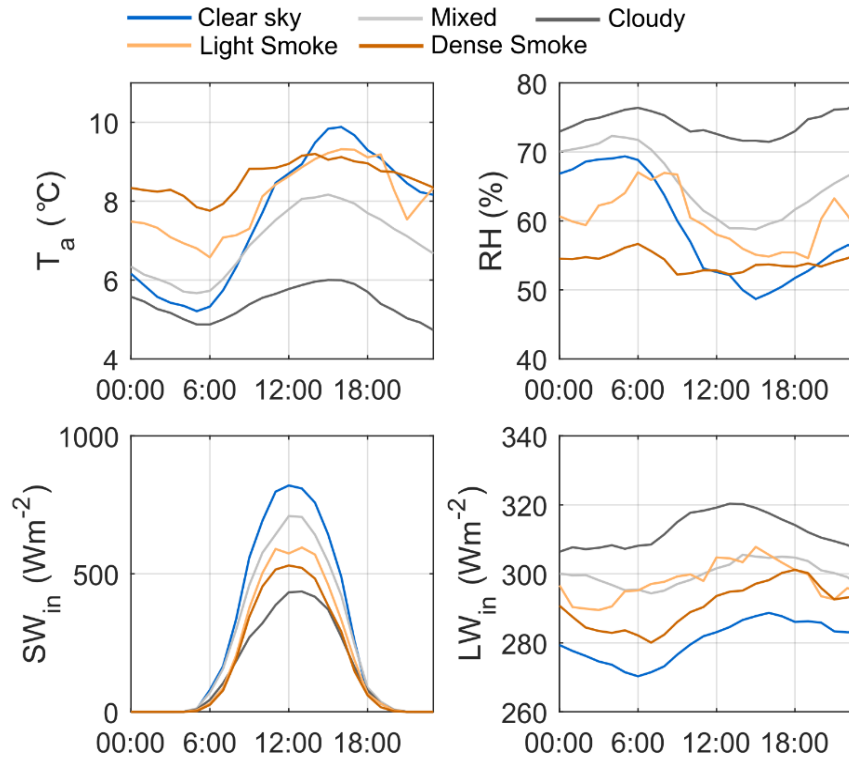 Clear sky Mixed Cloudy
Light Smoke Dense Smoke
T_a (°C)
10
8
6
4
00:00 6:00 12:00 18:00
RH (%)
80
70
60
50
40
00:00 6:00 12:00 18:00
SW_in (Wm^-2)
1000
500
0
00:00 6:00 12:00 18:00
LW_in (Wm^-2)
340
320
300
280
260
00:00 6:00 12:00 18:00